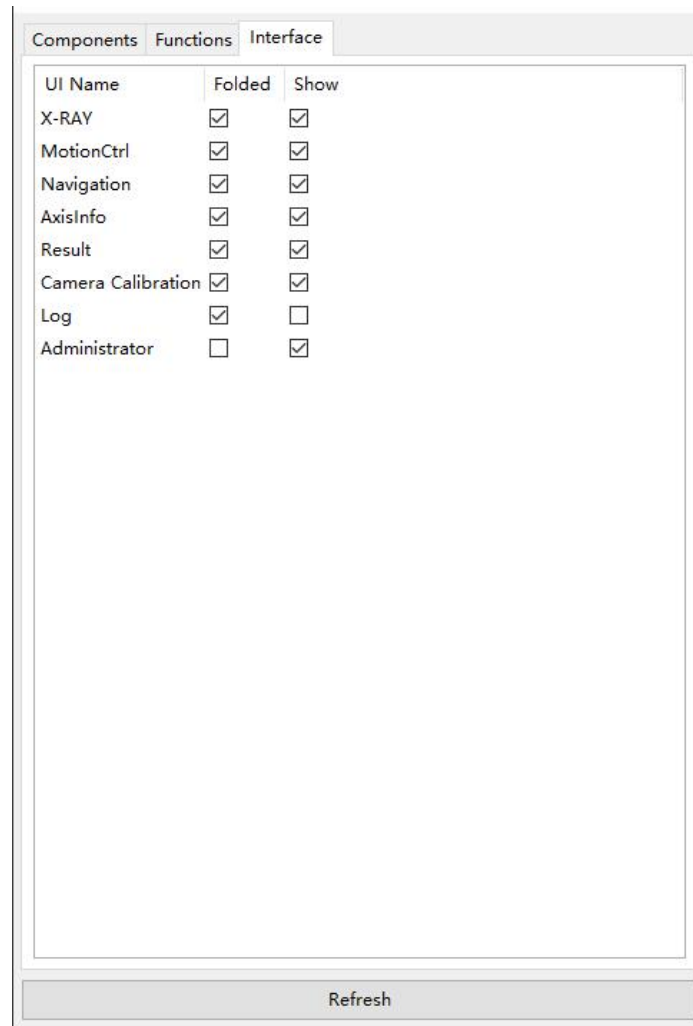 Components Functions Interface
UI Name Folded Show
X-RAY
MotionCtrl
Navigation
AxisInfo
Result
Camera Calibration
Log
Administrator
Refresh